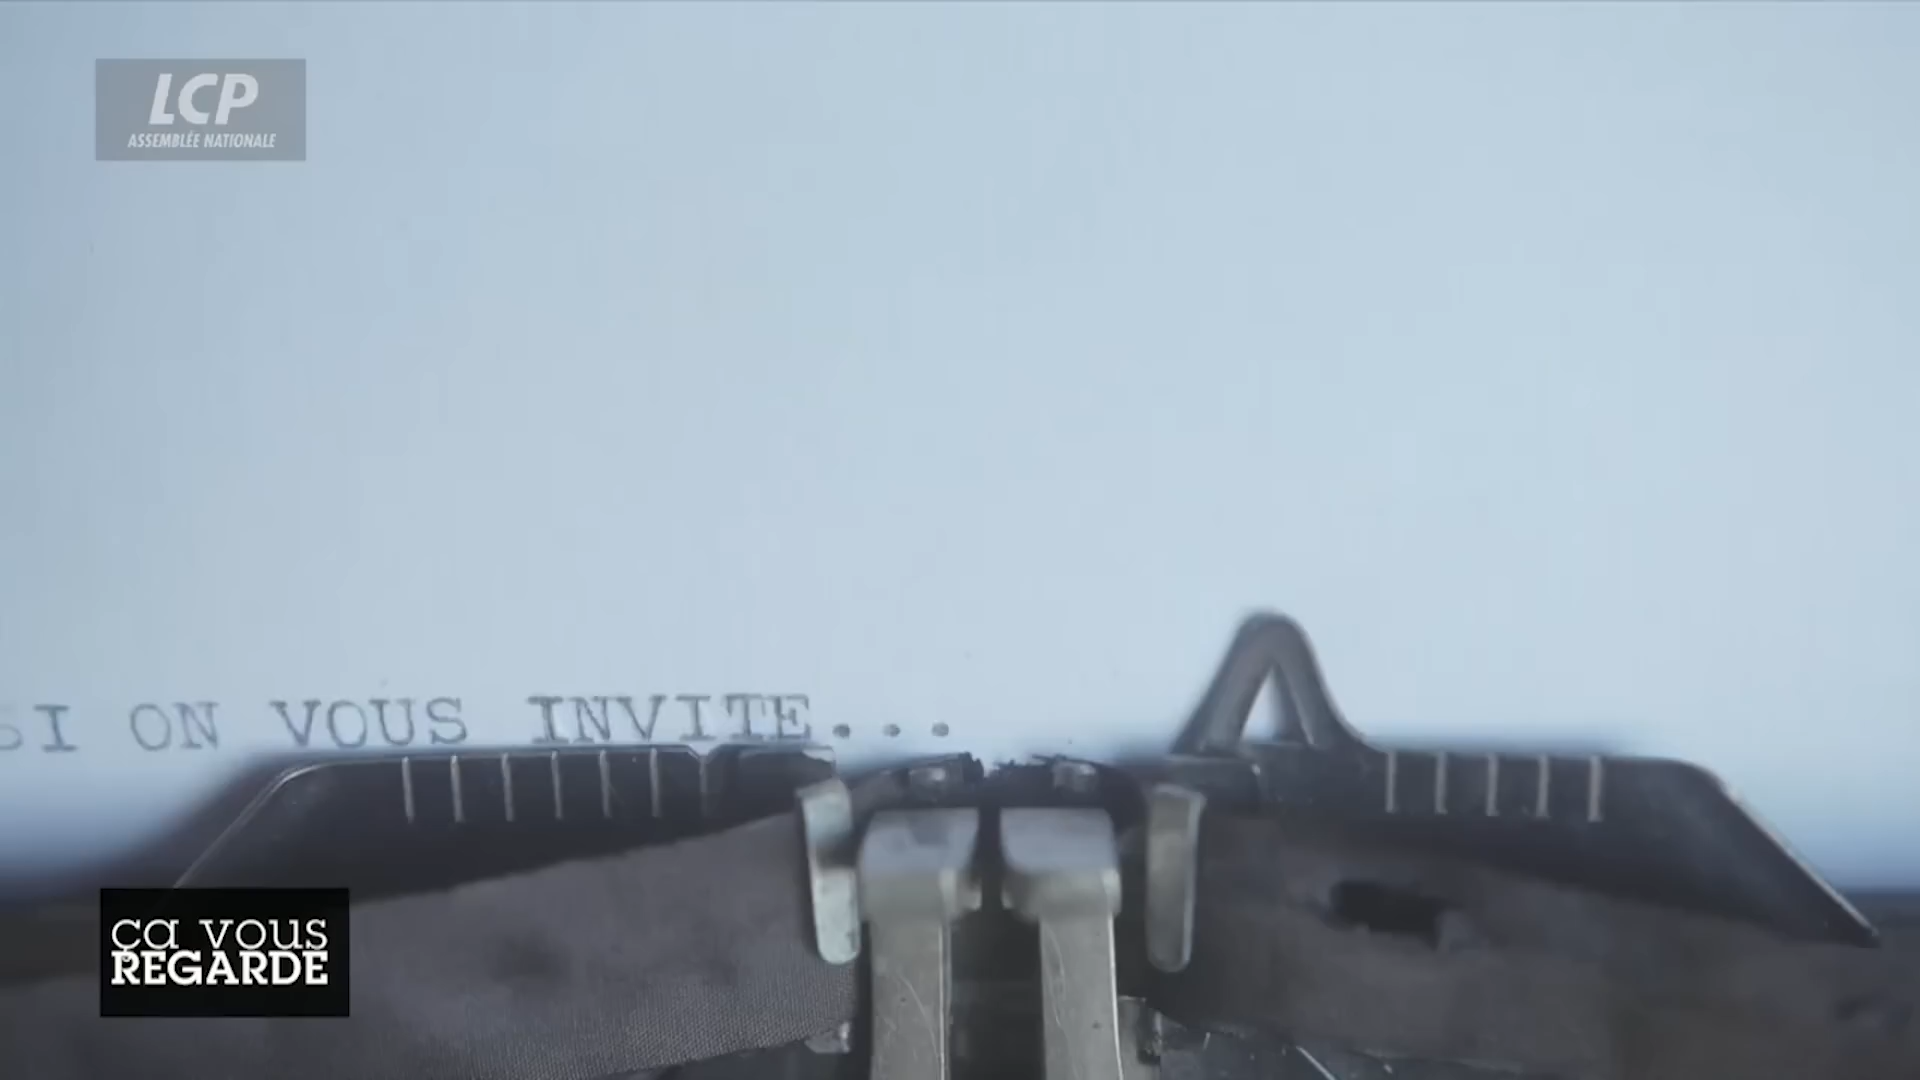 LCP
ASSEMBLÉE NATIONALE
SI ON VOUS INVITE...
ça vous
REGARDE